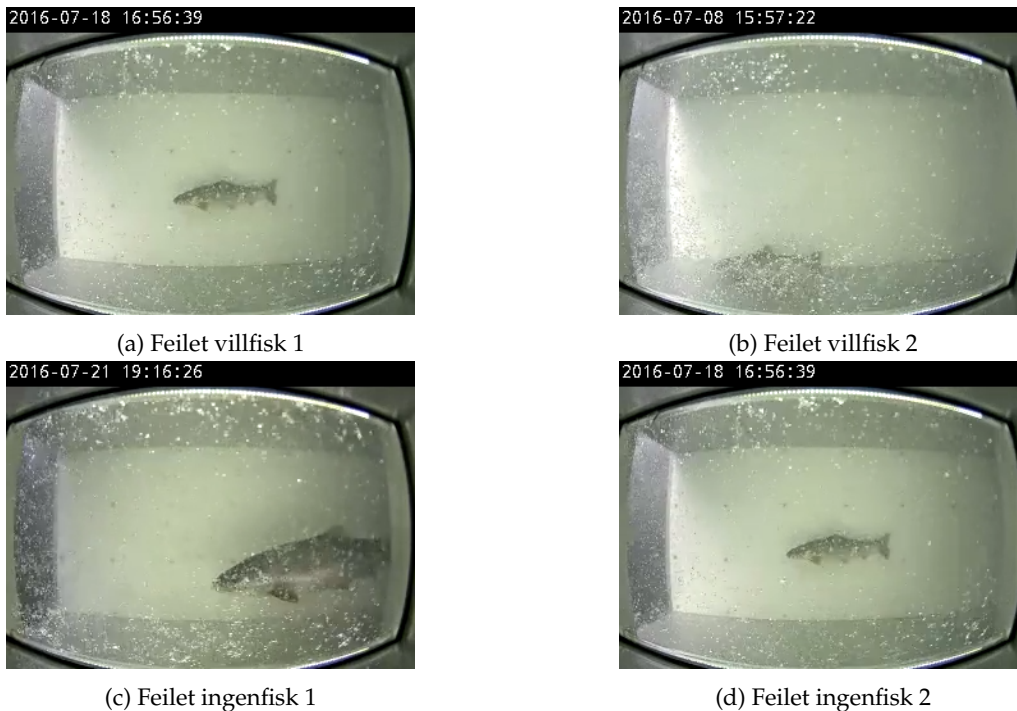 2016-07-18 16:56:39
2016-07-08 15:57:22
(a) Feilet villfisk 1
(b) Feilet villfisk 2
2016-07-21 19:16:26
2016-07-18 16:56:39
(c) Feilet ingenfisk 1
(d) Feilet ingenfisk 2